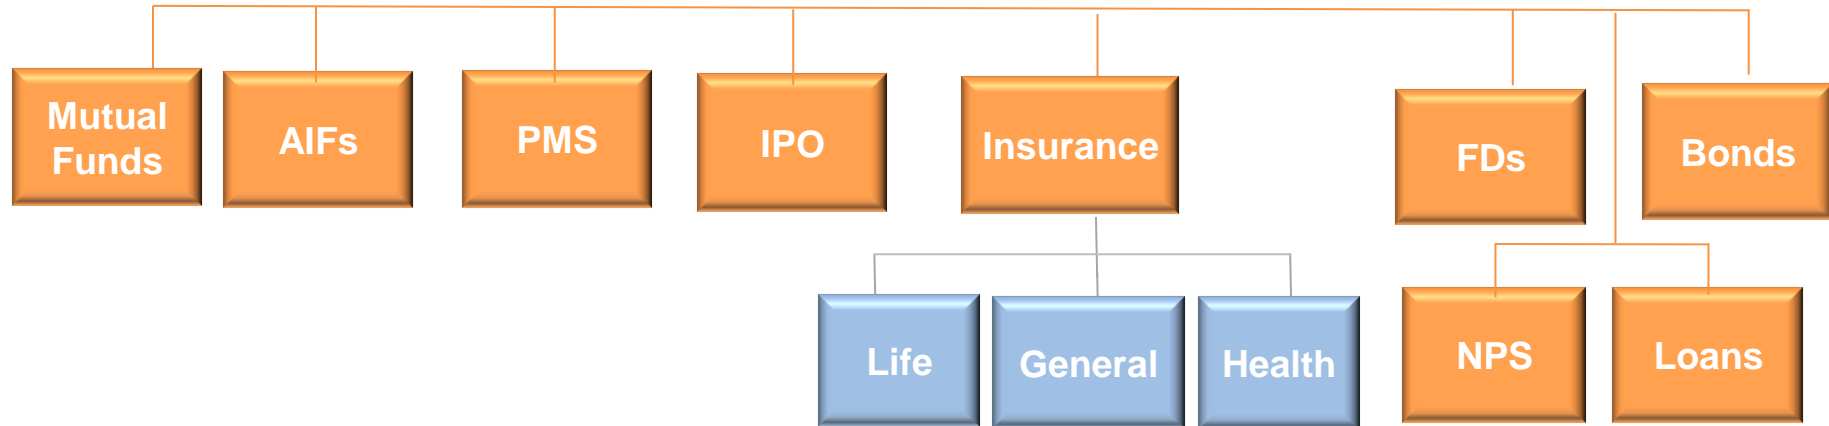 Mutual
Funds
AIFs
PMS
IPO
Insurance
FDs
Bonds
Life
General
Health
NPS
Loans